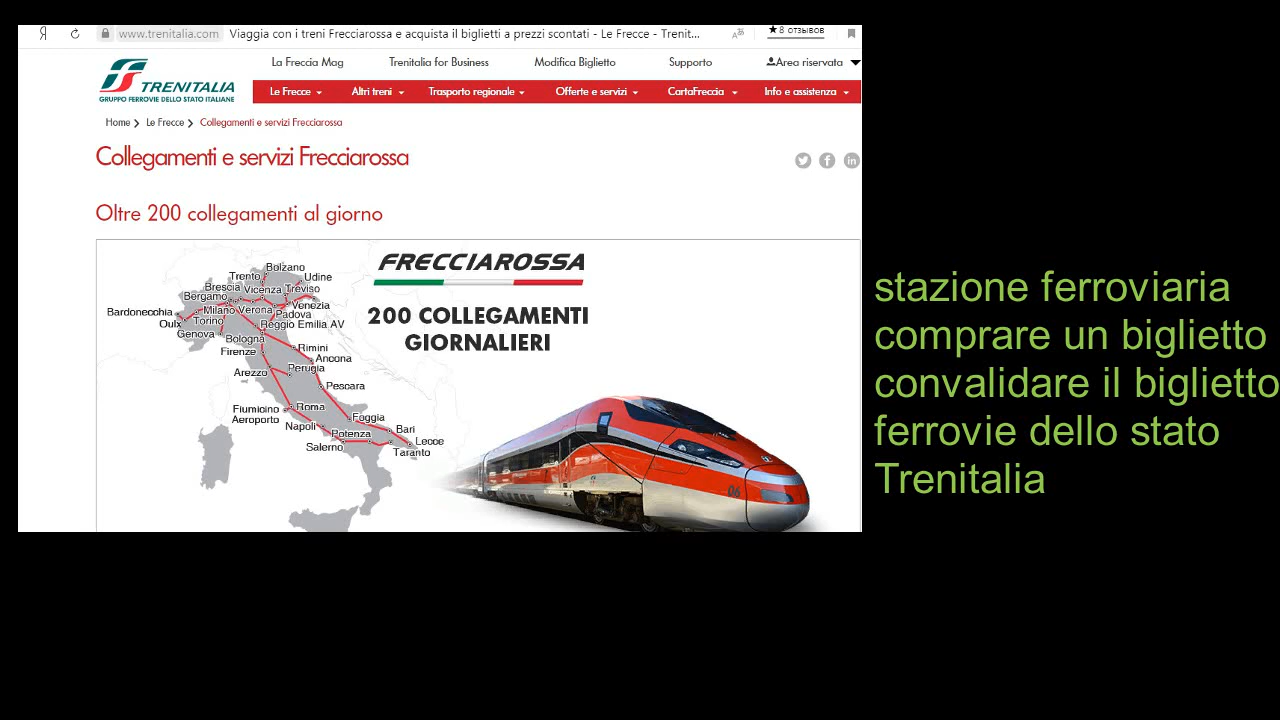 Я
www.trenitalia.com Viaggia con i treni Frecciarossa e acquista il biglietti a prezzi scontati - Le Frecce - Trenit...
★8 отзывов
La Freccia Mag Trenitalia for Business Modifica Biglietto Supporto Area riservata
TRENITALIA
GRUPPO FERROVIE DELLO STATO ITALIANE
Le Frecce Altri treni Trasporto regionale Offerte e servizi CartaFreccia Info e assistenza
Home Le Frecce Collegamenti e servizi Frecciarossa
Collegamenti e servizi Frecciarossa
Oltre 200 collegamenti al giorno
FRECCIAROSSA
200 COLLEGAMENTI
GIORNALIERI
Bolzano
Trento
Udine
Brescia
Vicenza
Treviso
Bergamo
Venezia
Bardonecchia
Milano
Verona
Padova
Oulx
Torino
Reggio Emilia AV
Genova
Bologna
Rimini
Firenze
Ancona
Arezzo
Perugia
Pescara
Fiumicino
Aeroporto
Roma
Foggia
Napoli
Potenza
Bari
Salerno
Lecce
Taranto
06
stazione ferroviaria
comprare un biglietto
convalidare il biglietto
ferrovie dello stato
Trenitalia